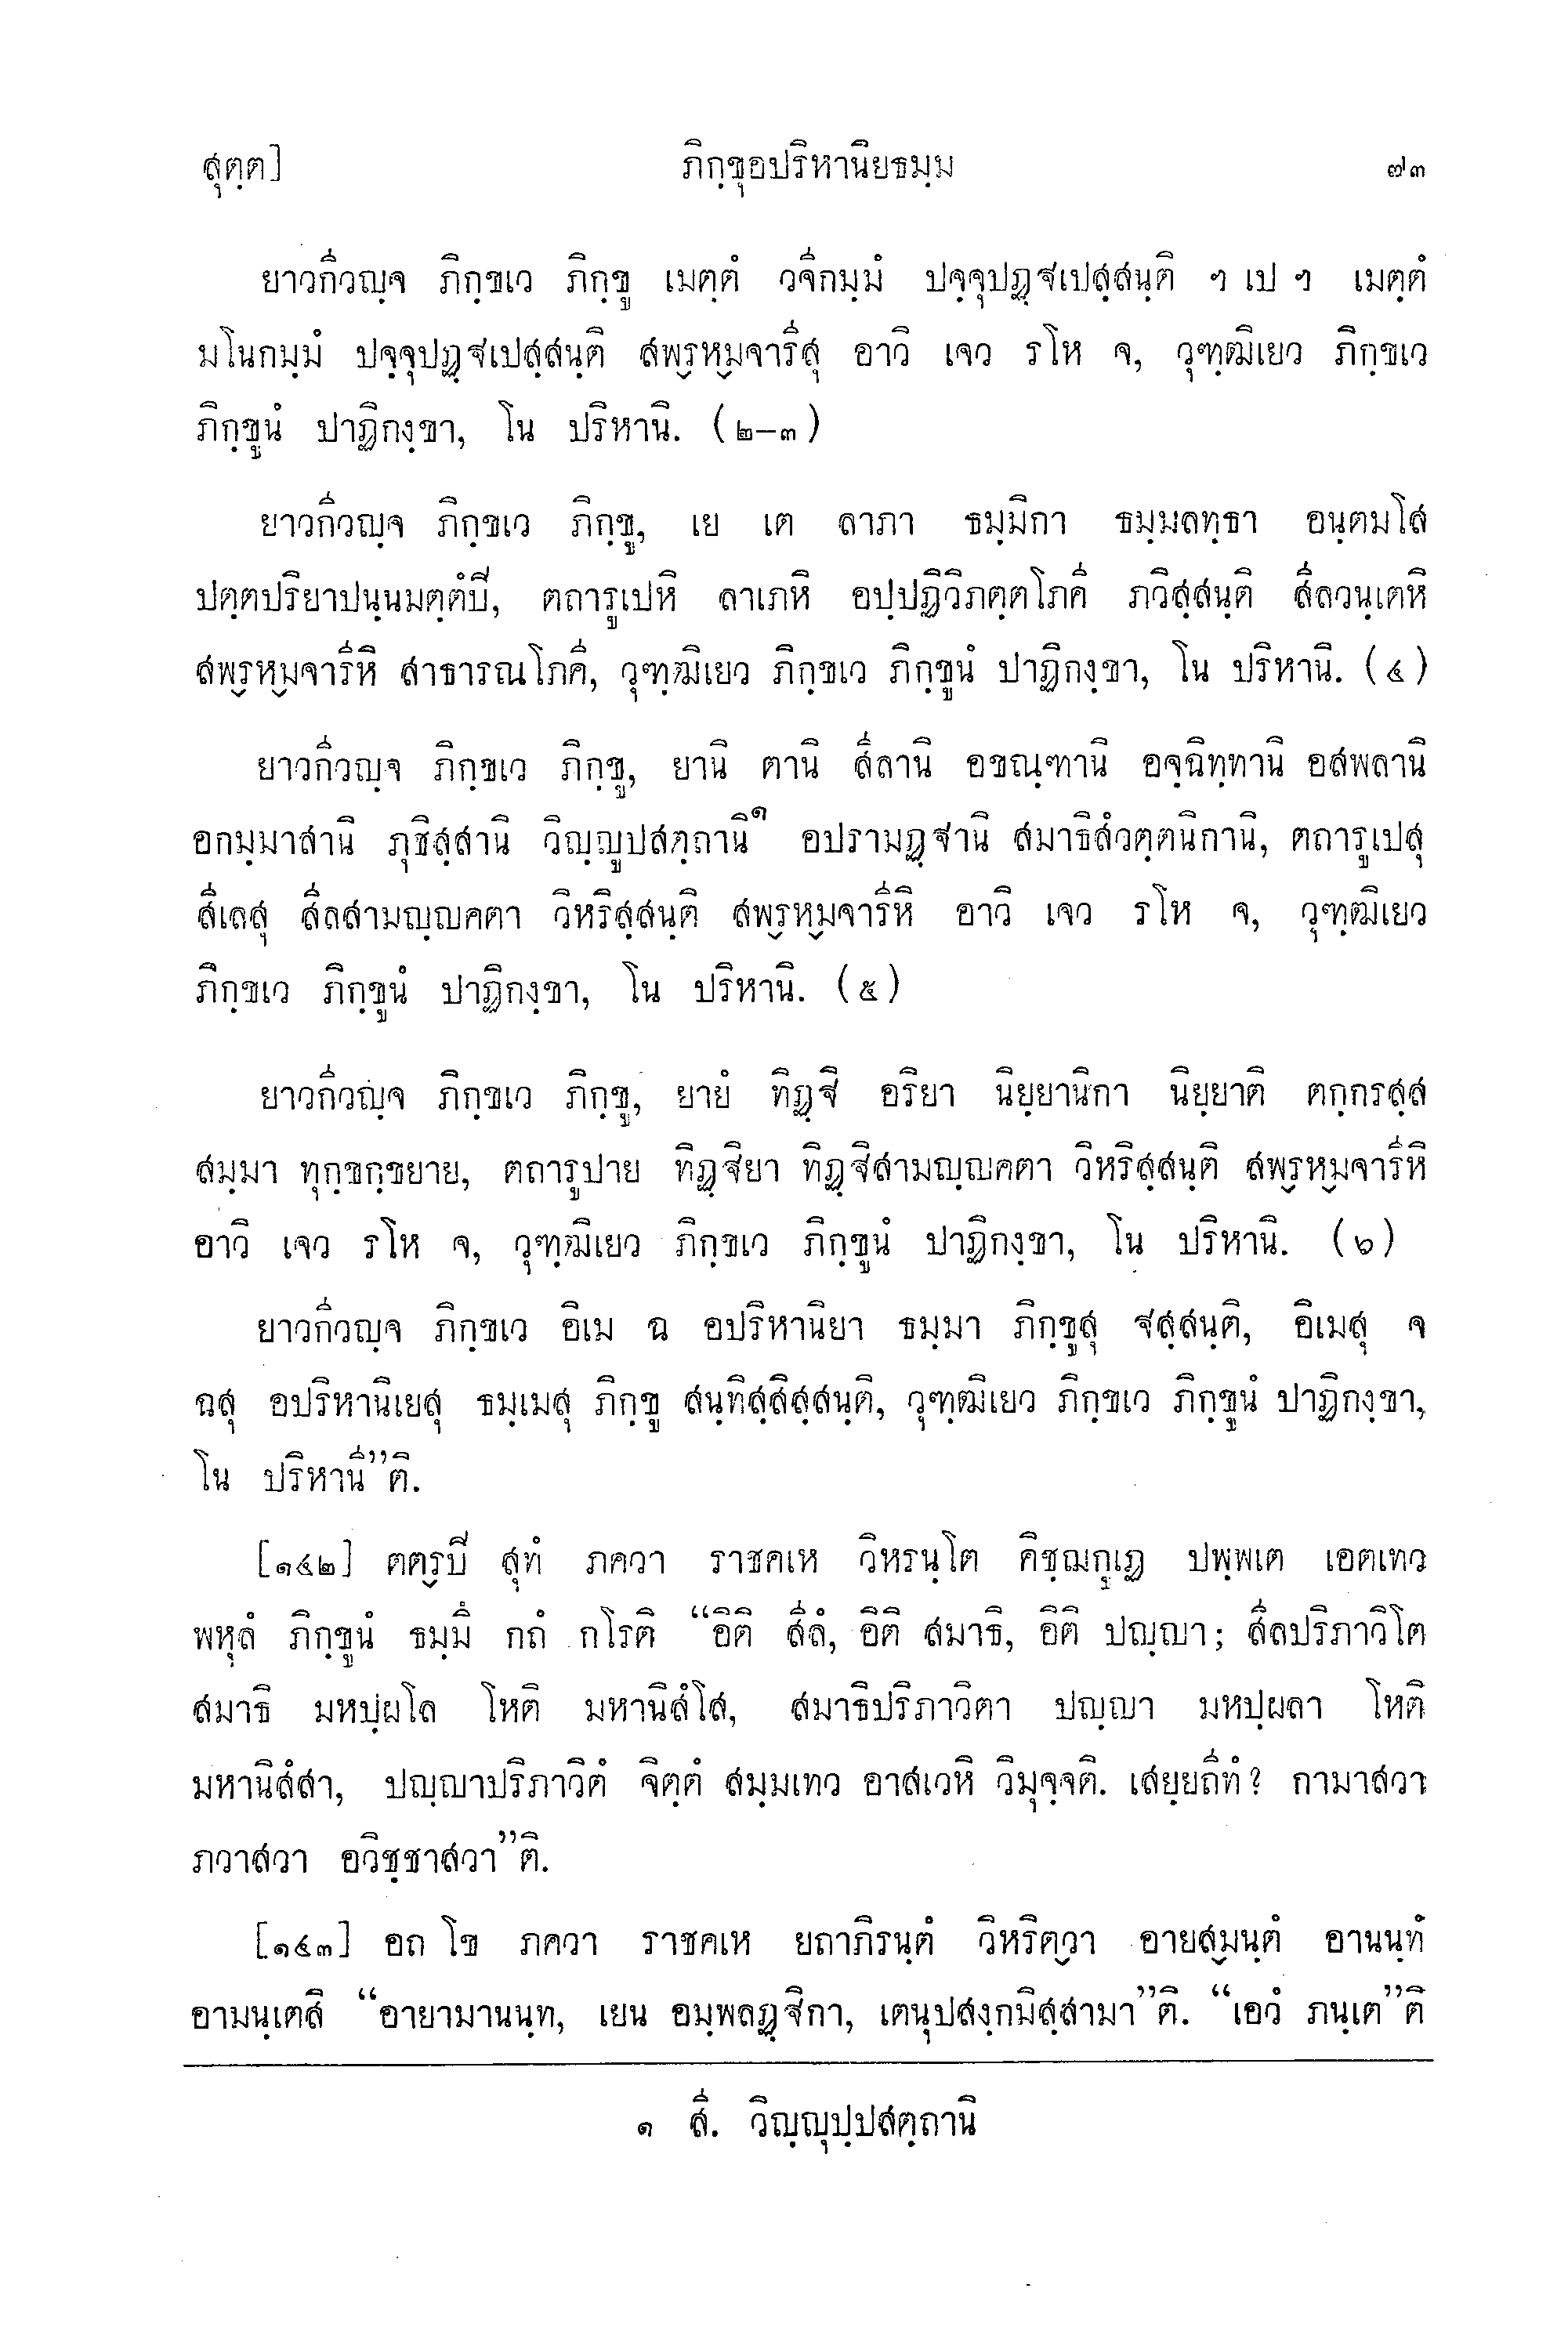 สุตฺต]	ภิกฺขุอปริหานิยธมฺม	๗๓
ยาวกีวญฺจ ภิกฺขเว ภิกฺขู เมตฺตํ วจีกมฺมํ ปจฺจุปฏฺฐเปสฺสนฺติ ฯ เป ฯ เมตฺตํ
มโนกมฺมํ ปจฺจุปฏฺฐเปสฺสนฺติ สพฺรหฺมจารีสุ อาวิ เจว รโห จ, วุฑฺฒิเยว ภิกฺขเว
ภิกฺขูนํ ปาฏิกงฺขา, โน ปริหานิ. (๒–๓)
ยาวกีวญฺจ ภิกฺขเว ภิกฺขู, เย เต ลาภา ธมฺมิกา ธมฺมลทฺธา อนฺตมโส
ปตฺตปริยาปนฺนมตฺตํปิ, ตถารูเปหิ ลาเภหิ อปฺปฏิวิภตฺตโภคี ภวิสฺสนฺติ สีลวนฺเตหิ
สพฺรหฺมจารีหิ สาธารณโภคี, วุฑฺฒิเยว ภิกฺขเว ภิกฺขูนํ ปาฏิกงฺขา, โน ปริหานิ. (๔)
ยาวกีวญฺจ ภิกฺขเว ภิกฺขู, ยานิ ตานิ สีลานิ อขณฺฑานิ อจฺฉิทฺทานิ อสพลานิ
อกมฺมาสานิ ภุชิสฺสานิ วิญฺญูปสตฺถานิ๑ อปรามฏฺฐานิ สมาธิสํวตฺตนิกานิ, ตถารูเปสุ
สีเลสุ สีลสามญฺญคตา วิหริสฺสนฺติ สพฺรหฺมจารีหิ อาวิ เจว รโห จ, วุฑฺฒิเยว
ภิกฺขเว ภิกฺขูนํ ปาฏิกงฺขา, โน ปริหานิ. (๕)
ยาวกีวญฺจ ภิกฺขเว ภิกฺขู, ยายํ ทิฏฺฐิ อริยา นิยฺยานิกา นิยฺยาติ ตกฺกรสฺส
สมฺมา ทุกฺขกฺขยาย, ตถารูปาย ทิฏฺฐิยา ทิฏฺฐิสามญฺญคตา วิหริสฺสนฺติ สพฺรหฺมจารีหิ
อาวิ เจว รโห จ, วุฑฺฒิเยว ภิกฺขเว ภิกฺขูนํ ปาฏิกงฺขา, โน ปริหานิ. (๖)
ยาวกีวญฺจ ภิกฺขเว อิเม ฉ อปริหานิยา ธมฺมา ภิกฺขูสุ ฐสฺสนฺติ, อิเมสุ จ
ฉสุ อปริหานิเยสุ ธมฺเมสุ ภิกฺขู สนฺทิสฺสิสฺสนฺติ, วุฑฺฒิเยว ภิกฺขเว ภิกฺขูนํ ปาฏิกงฺขา,
โน ปริหานี”ติ.
[๑๔๒] ตตฺรปิ สุทํ ภควา ราชคเห วิหรนฺโต คิชฺฌกูเฏ ปพฺพเต เอตเทว
พหุลํ ภิกฺขูนํ ธมฺมึ กถํ กโรติ “อิติ สีลํ, อิติ สมาธิ, อิติ ปญฺญา; สีลปริภาวิโต
สมาธิ มหปฺผโล โหติ มหานิสํโส, สมาธิปริภาวิตา ปญฺญา มหปฺผลา โหติ
มหานิสํสา, ปญฺญาปริภาวิตํ จิตฺตํ สมฺมเทว อาสเวหิ วิมุจฺจติ. เสยฺยถีทํ? กามาสวา
ภวาสวา อวิชฺชาสวา”ติ.
[๑๔๓] อถ โข ภควา ราชคเห ยถาภิรนฺตํ วิหริตฺวา อายสฺมนฺตํ อานนฺทํ
อามนฺเตสิ “อายามานนฺท, เยน อมฺพลฏฺฐิกา, เตนุปสงฺกมิสฺสามา”ติ. “เอวํ ภนฺเต”ติ
๑ สี. วิญฺญุปฺปสตฺถานิ